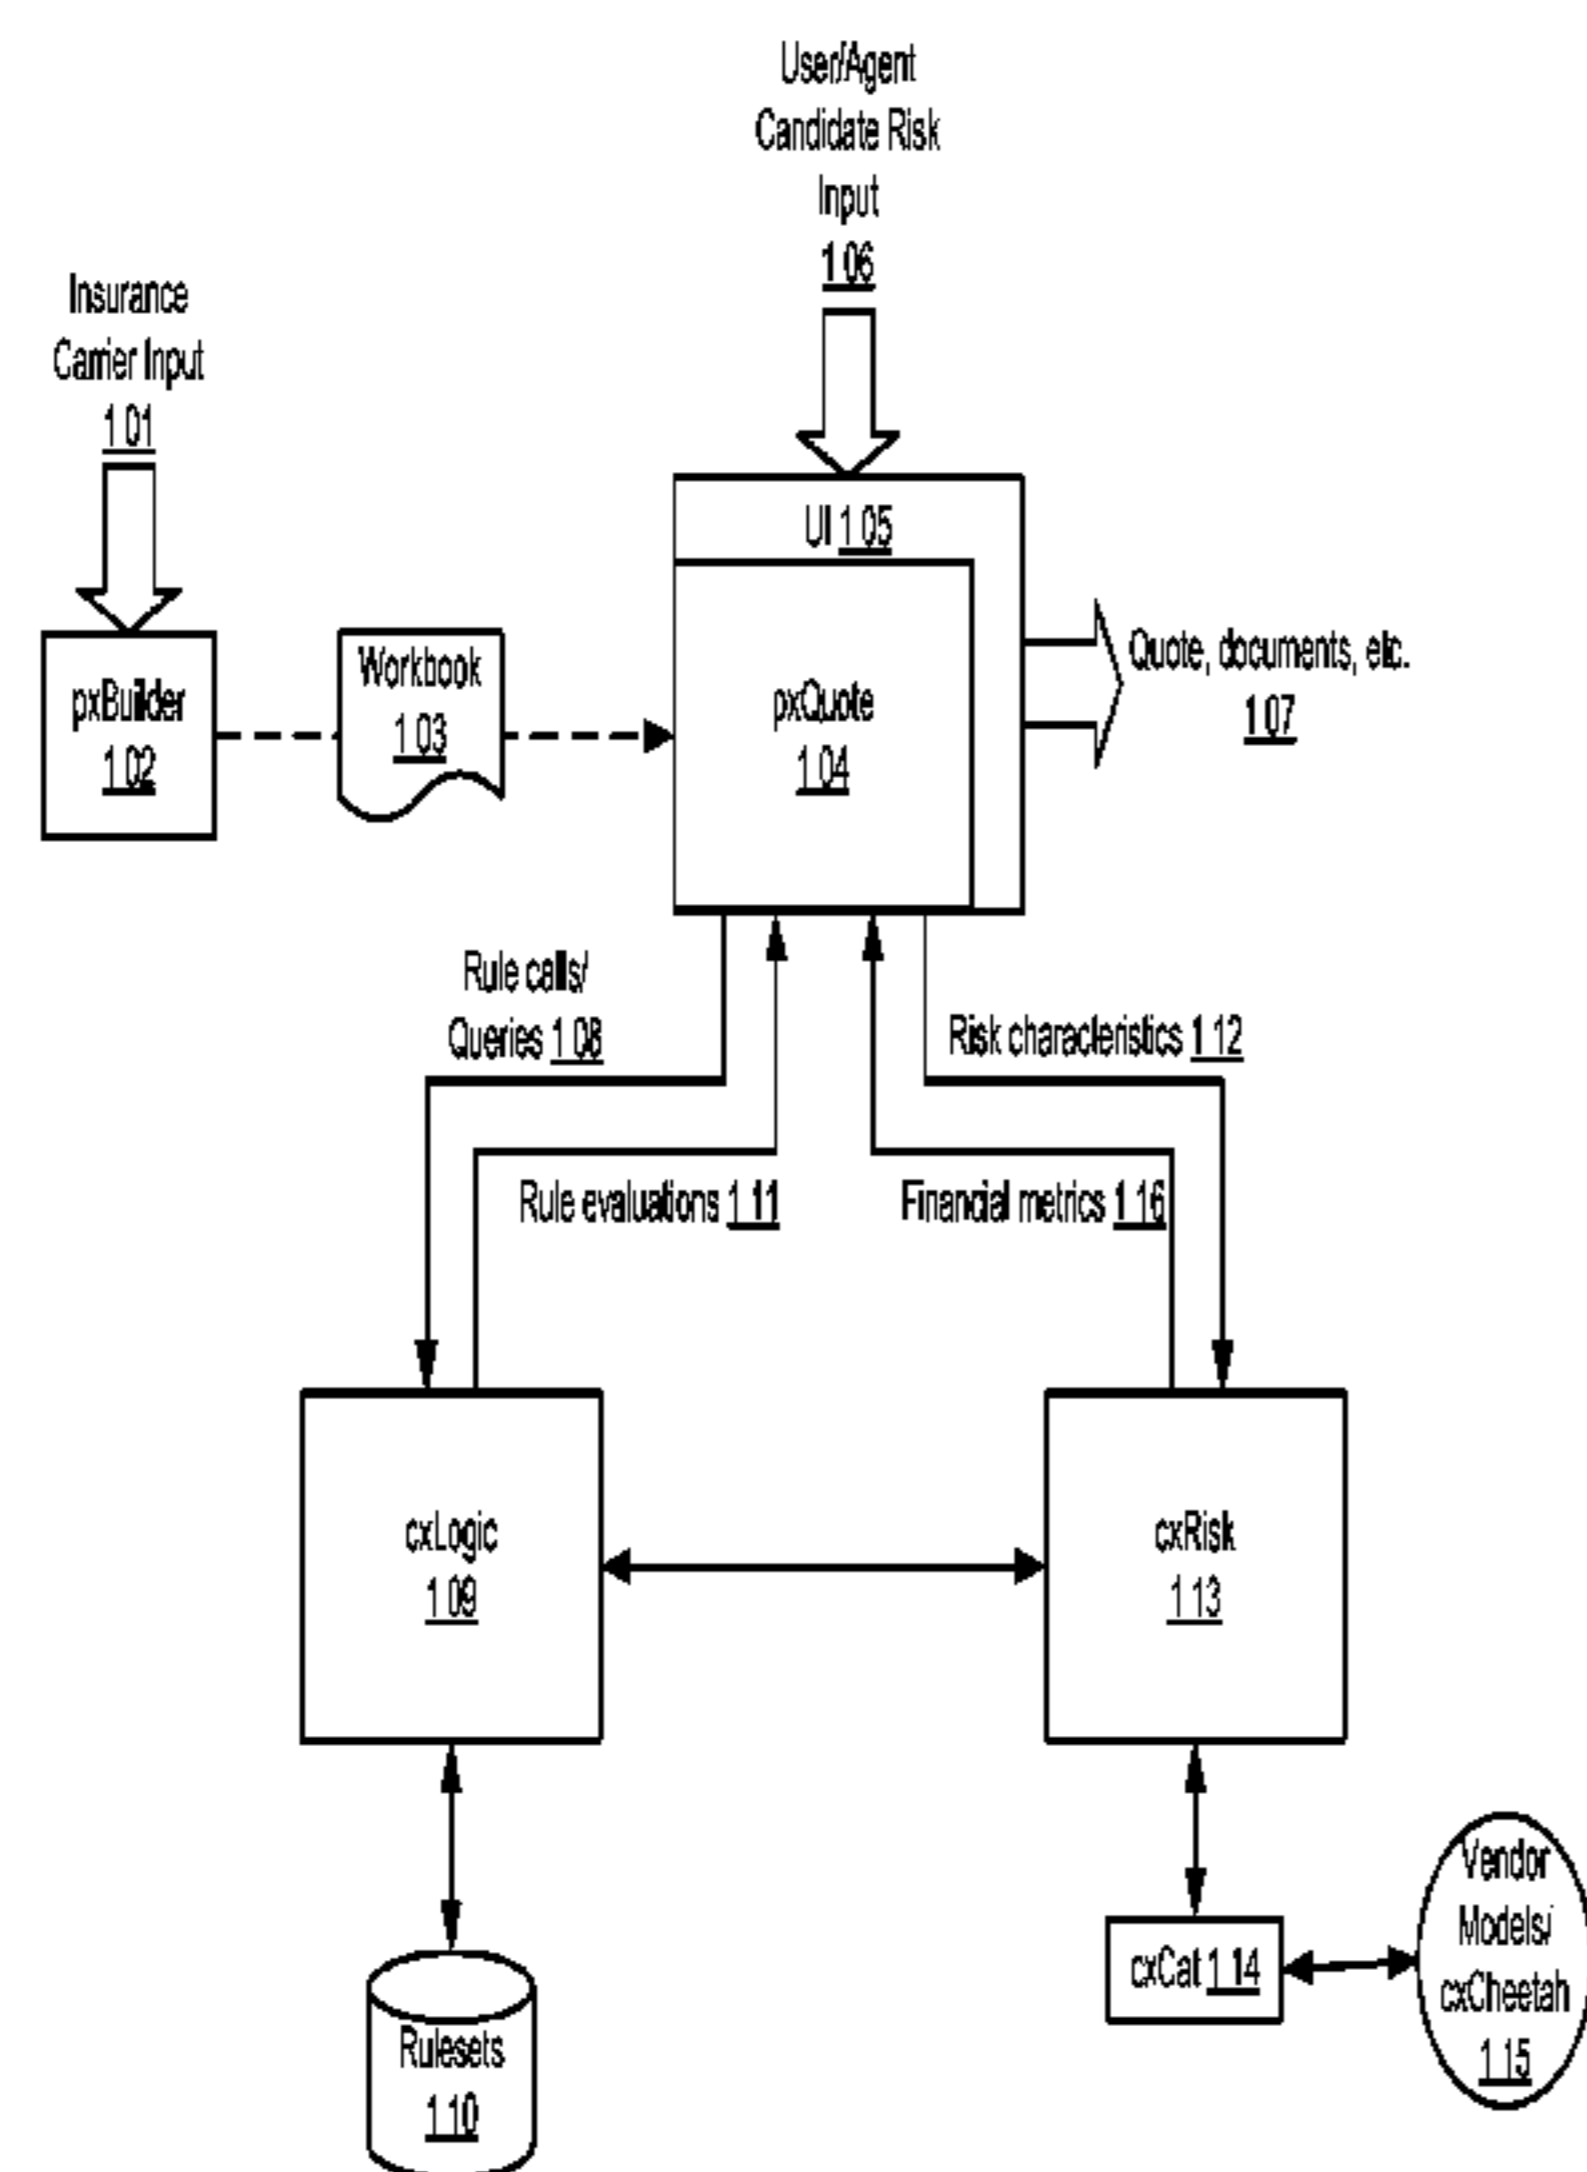 User/Agent
Candidate Risk
Input
106
Insurance
Carrier Input
101
UI 105
Workbook
103
pxBuilder
102
pxQuote
104
Quote, documents, etc.
107
Rule calls/
Queries 108
Risk characteristics 112
Rule evaluations 111
Financial metrics 116
cxLogic
109
cxRisk
113
Vendor
Models/
cxCheetah
115
cxCat 114
Rulesets
110